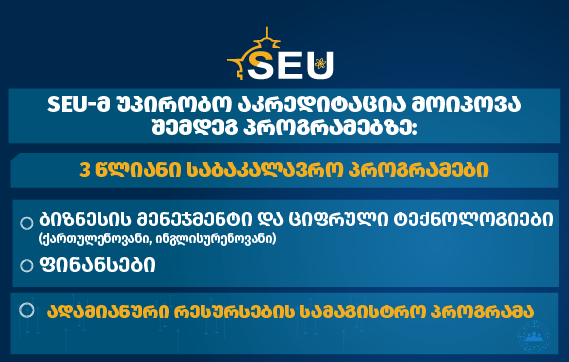 SEU
SEU-მ უპირობო აკრედიტაცია მოიპოვა
შემდეგ პროგრამებზე:
3 წლიანი საბაკალავრო პროგრამები
ბიზნესის მენეჯმენტი და ციფრული ტექნოლოგიები
(ქართულენოვანი, ინგლისურენოვანი)
ფინანსები
ადამიანური რესურსების სამაგისტრო პროგრამა